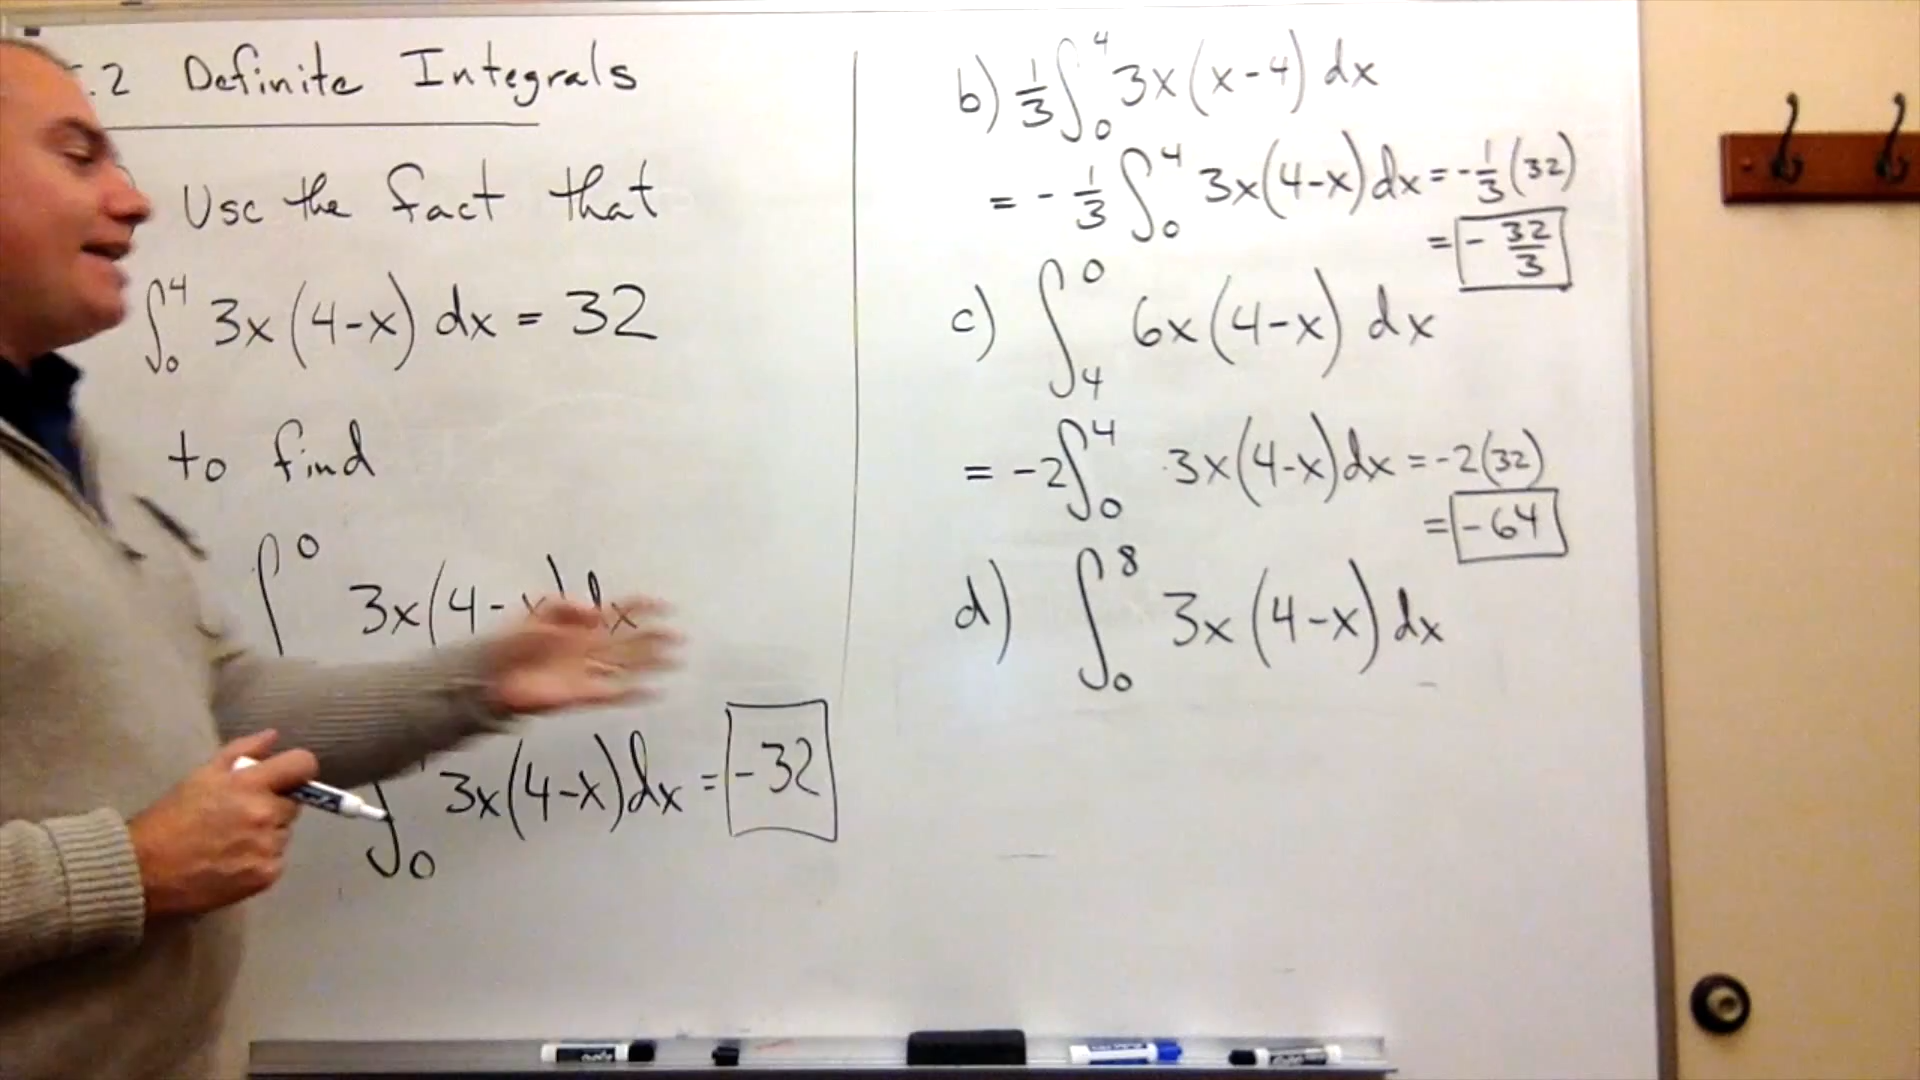 .2 Definite Integrals
Use the fact that
∫₀⁴ 3x(4-x) dx = 32
to find
∫⁰ 3x(4-x)dx
∫₀ 3x(4-x)dx = -32
b) 1/3 ∫₀⁴ 3x(x-4) dx
= -1/3 ∫₀⁴ 3x(4-x)dx = -1/3(32)
= -32/3
c) ∫₄⁰ 6x(4-x) dx
= -2∫₀⁴ 3x(4-x)dx = -2(32)
= -64
d) ∫₀⁸ 3x(4-x)dx